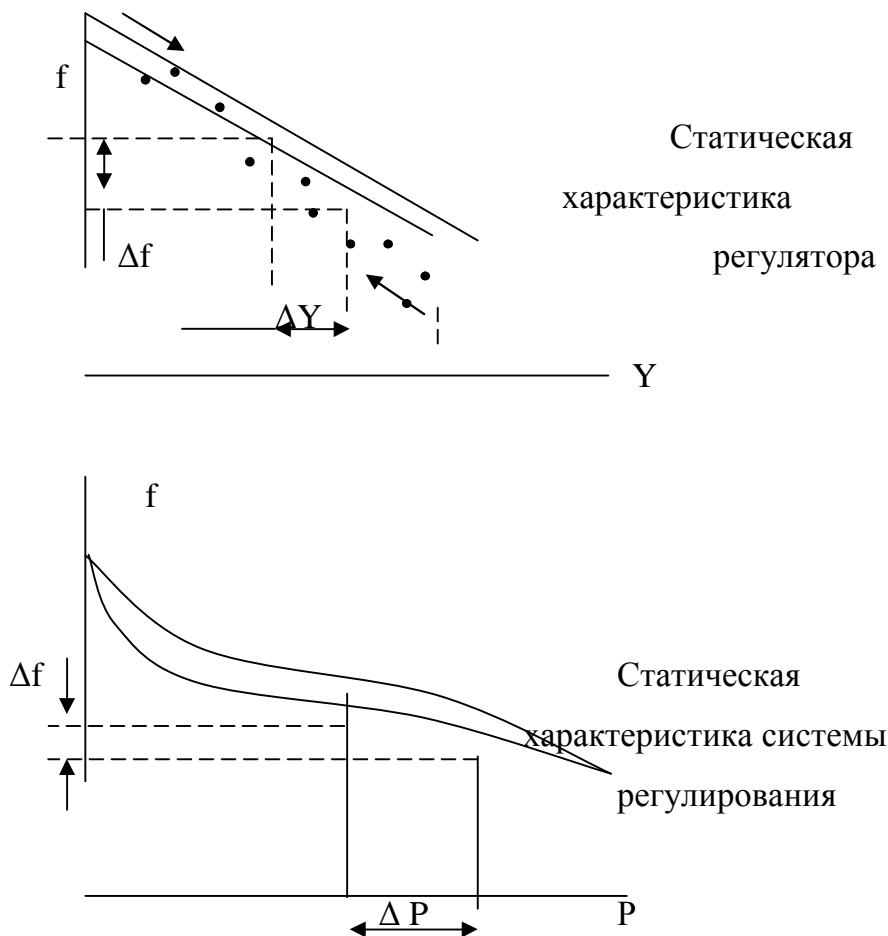 f
Статическая
характеристика
регулятора
Δf
ΔY
Y
f
Δf
Статическая
характеристика системы
регулирования
Δ P
P